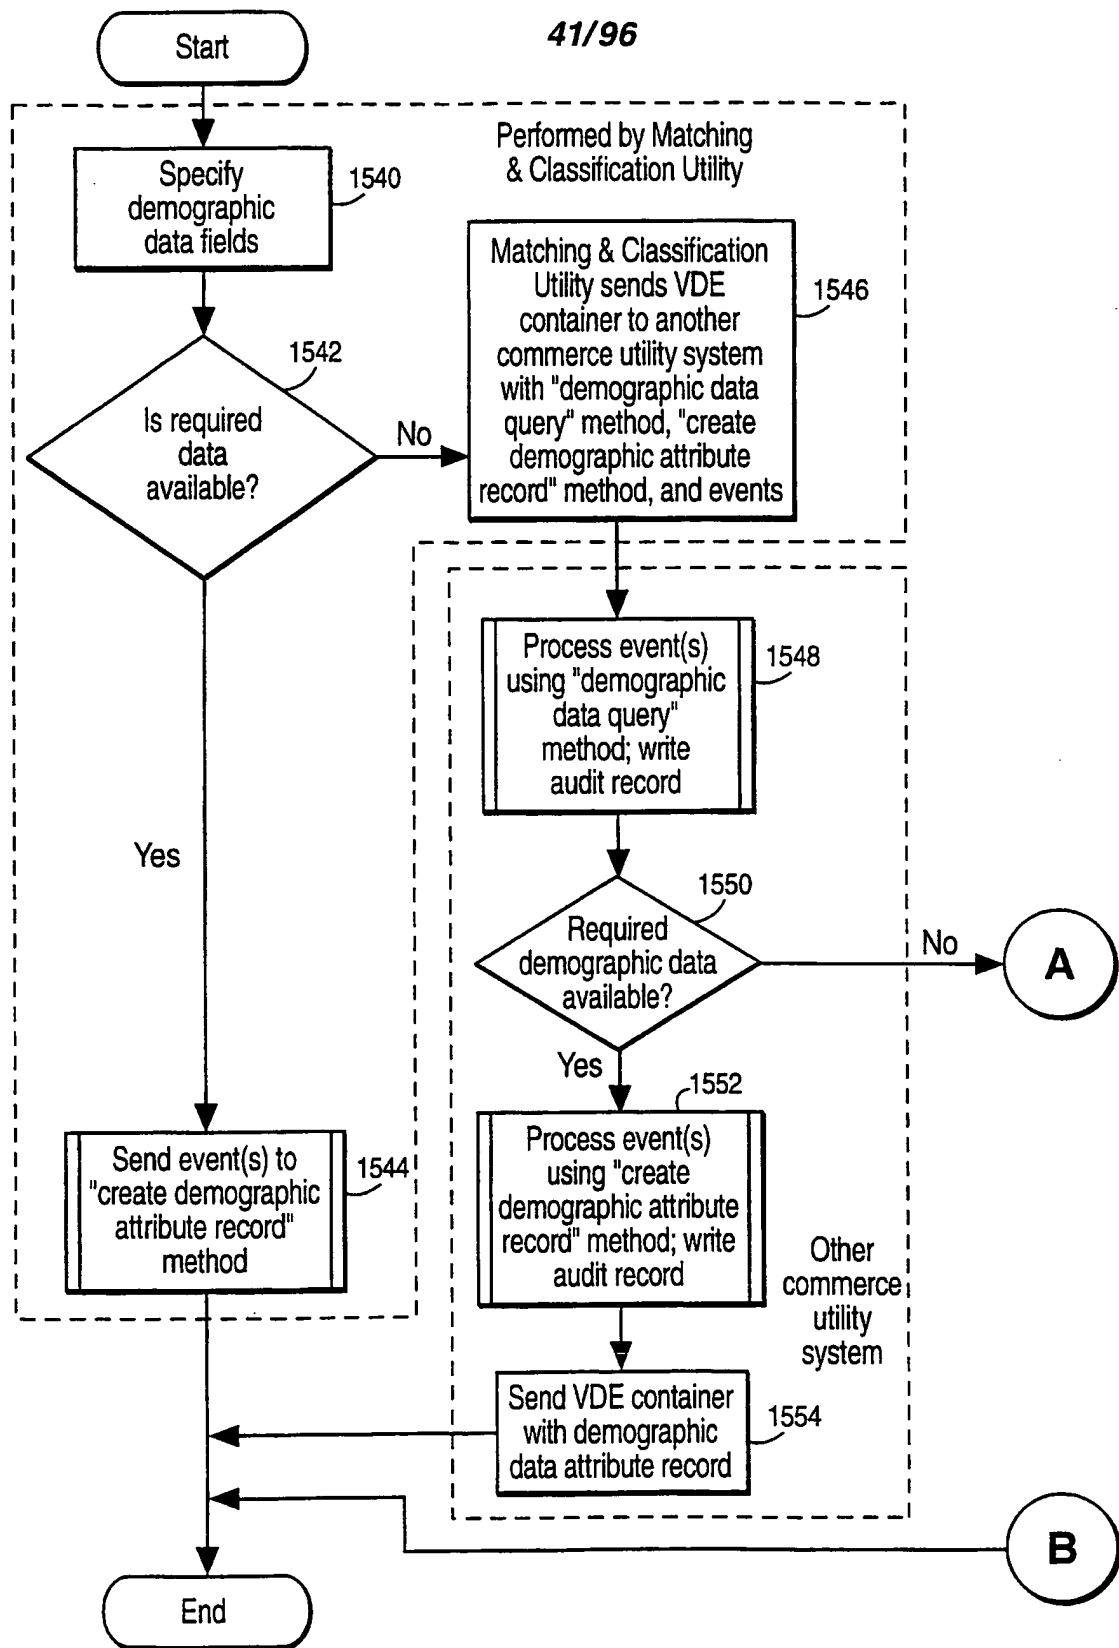 41/96
Start
Performed by Matching
& Classification Utility
Specify
demographic
data fields
1540
Matching & Classification
Utility sends VDE
container to another
commerce utility system
with "demographic data
query" method, "create
demographic attribute
record" method, and events
1546
1542
Is required
data
available?
No
Process event(s)
using "demographic
data query"
method; write
audit record
1548
Yes
1550
Required
demographic data
available?
No
A
Yes
1552
Process event(s)
using "create
demographic attribute
record" method; write
audit record
Send event(s) to
"create demographic
attribute record"
method
1544
Other
commerce
utility
system
Send VDE container
with demographic
data attribute record
1554
B
End